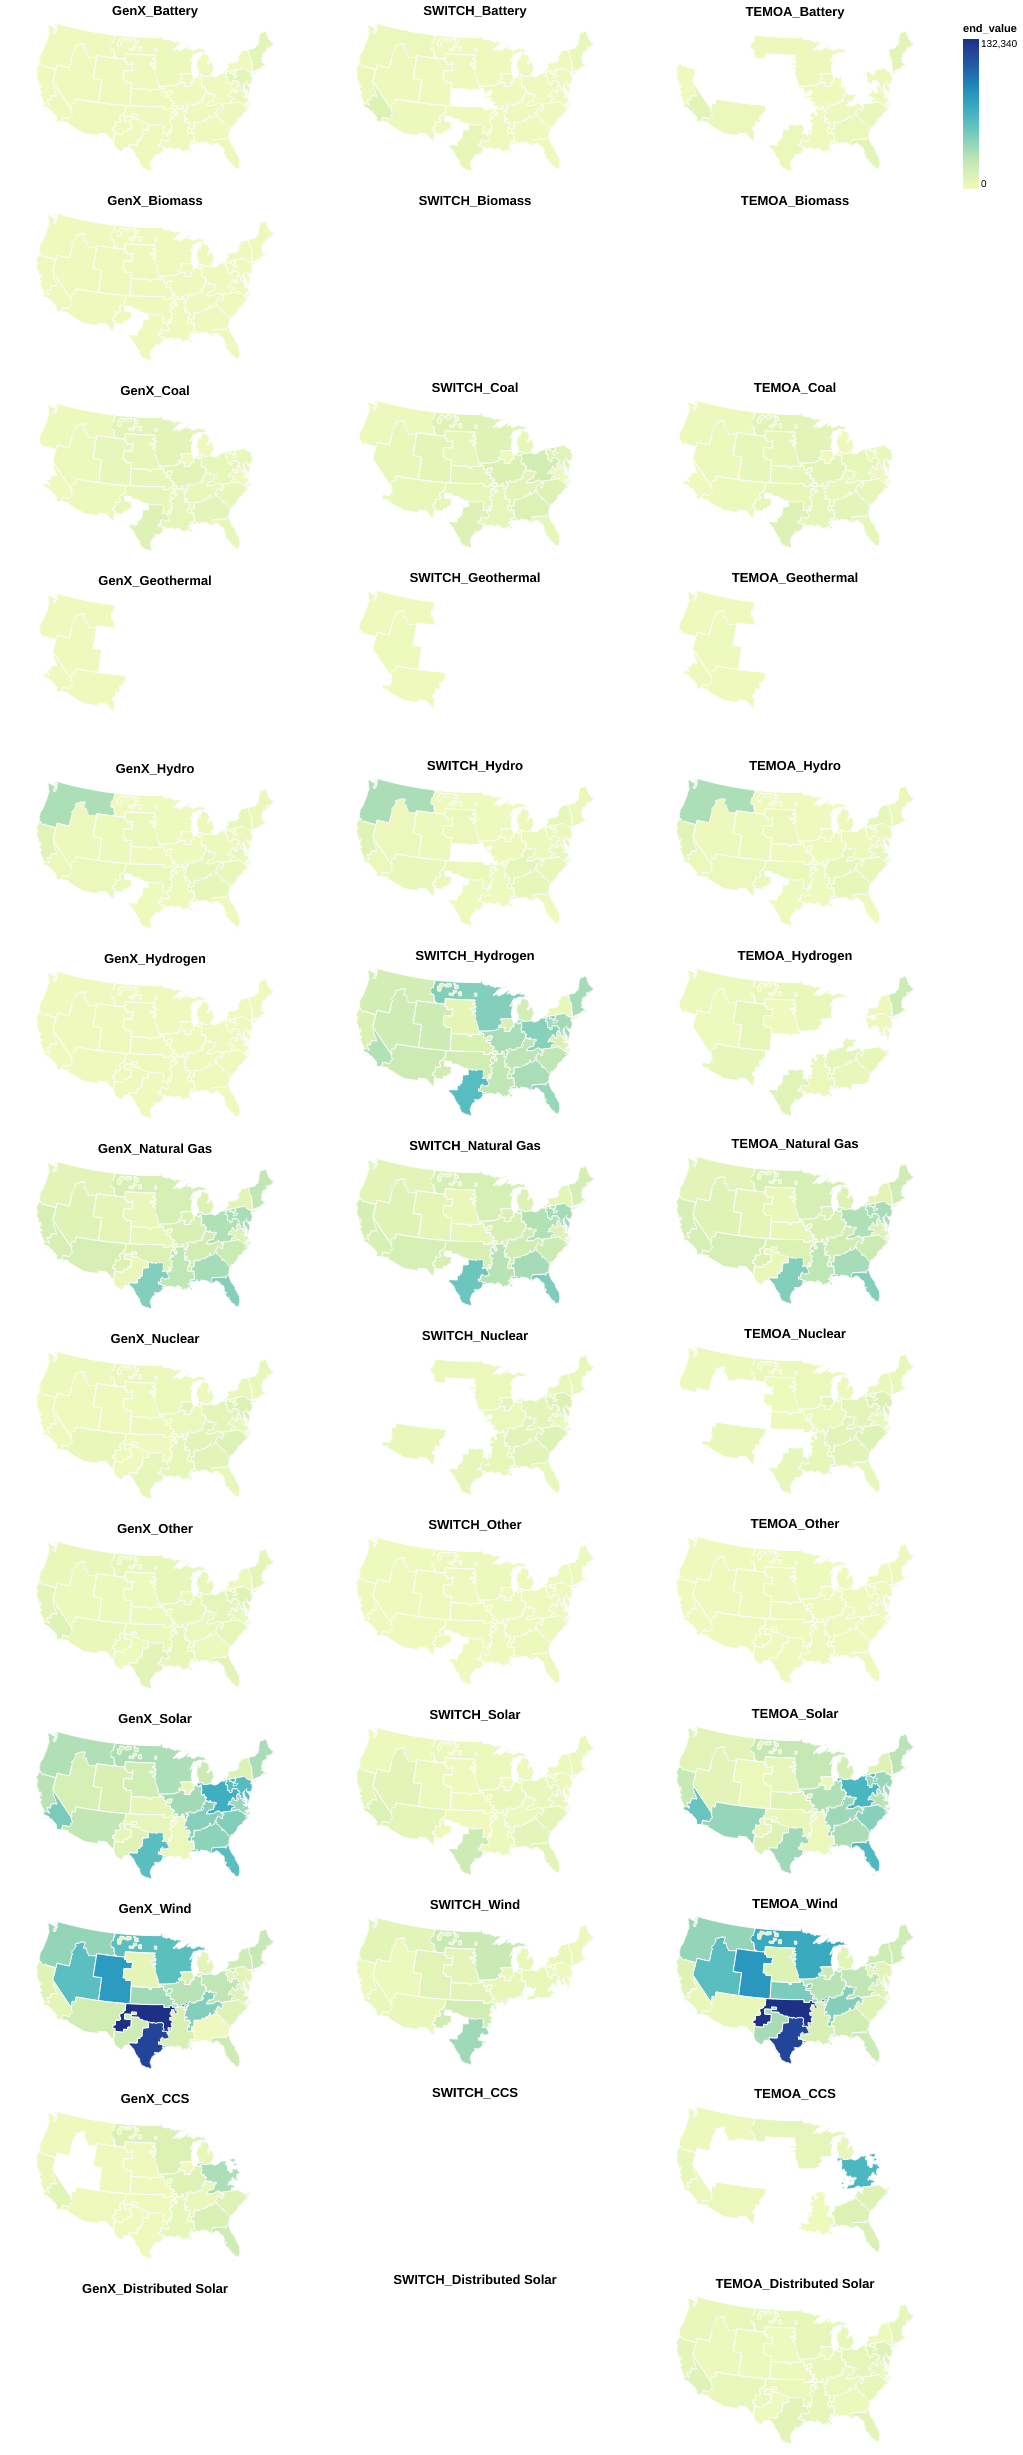 GenX_Battery
SWITCH_Battery
TEMOA_Battery
end_value
132,340
0
GenX_Biomass
SWITCH_Biomass
TEMOA_Biomass
GenX_Coal
SWITCH_Coal
TEMOA_Coal
GenX_Geothermal
SWITCH_Geothermal
TEMOA_Geothermal
GenX_Hydro
SWITCH_Hydro
TEMOA_Hydro
GenX_Hydrogen
SWITCH_Hydrogen
TEMOA_Hydrogen
GenX_Natural Gas
SWITCH_Natural Gas
TEMOA_Natural Gas
GenX_Nuclear
SWITCH_Nuclear
TEMOA_Nuclear
GenX_Other
SWITCH_Other
TEMOA_Other
GenX_Solar
SWITCH_Solar
TEMOA_Solar
GenX_Wind
SWITCH_Wind
TEMOA_Wind
GenX_CCS
SWITCH_CCS
TEMOA_CCS
GenX_Distributed Solar
SWITCH_Distributed Solar
TEMOA_Distributed Solar